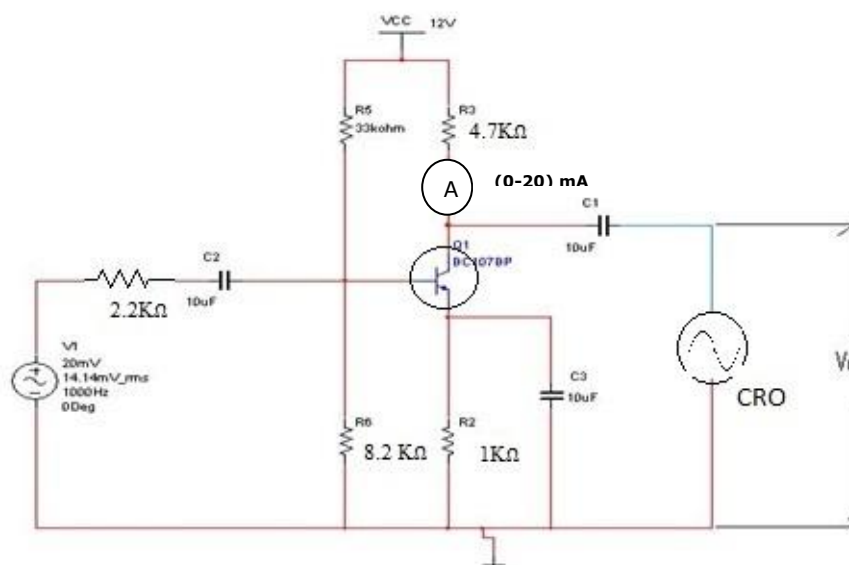 VCC 12V
R5
33kohm
R3
4.7KΩ
A
(0-20) mA
C1
10uF
Q1
BC107BP
C2
10uF
2.2KΩ
V1
20mV
14.14mV_rms
1000Hz
0Deg
C3
10uF
CRO
R6
8.2 KΩ
R2
1KΩ